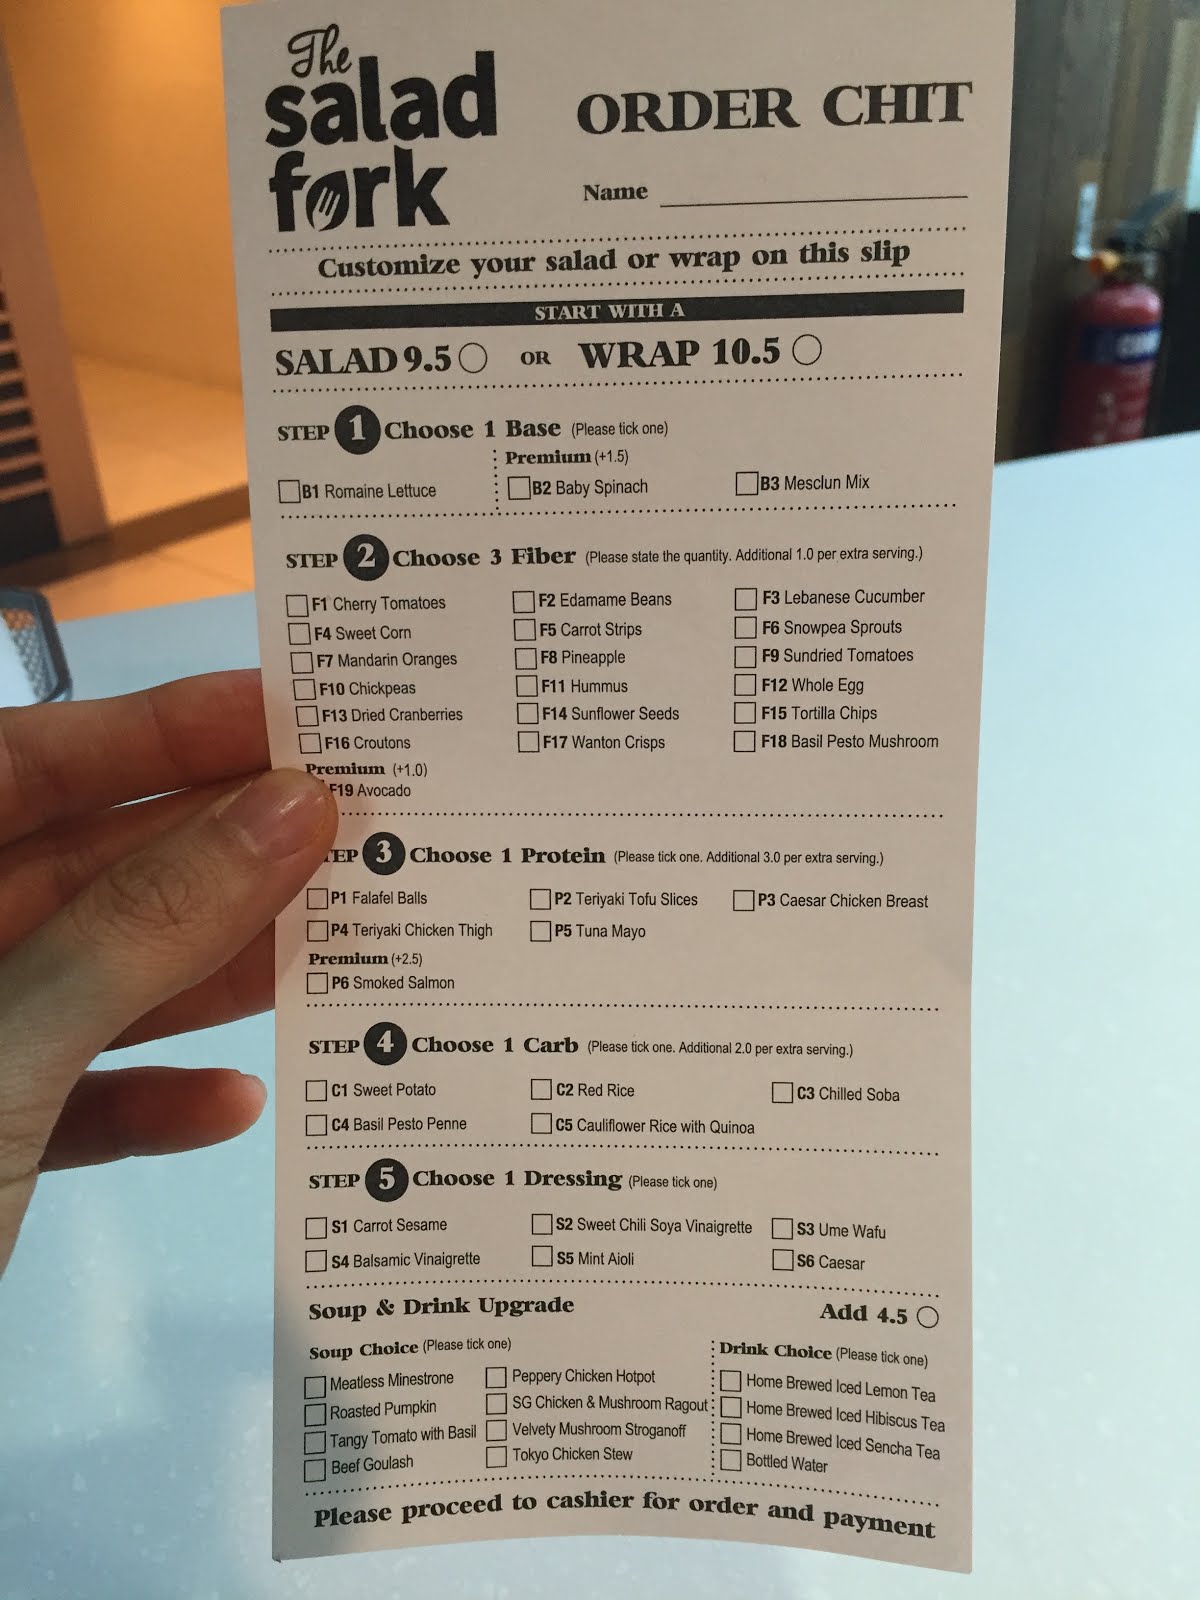 The
salad
fork
ORDER CHIT
Name
Customize your salad or wrap on this slip
START WITH A
SALAD 9.5 OR WRAP 10.5
STEP 1 Choose 1 Base (Please tick one)
Premium (+1.5)
B1 Romaine Lettuce B2 Baby Spinach B3 Mesclun Mix
STEP 2 Choose 3 Fiber (Please state the quantity. Additional 1.0 per extra serving.)
F1 Cherry Tomatoes F2 Edamame Beans F3 Lebanese Cucumber
F4 Sweet Corn F5 Carrot Strips F6 Snowpea Sprouts
F7 Mandarin Oranges F8 Pineapple F9 Sundried Tomatoes
F10 Chickpeas F11 Hummus F12 Whole Egg
F13 Dried Cranberries F14 Sunflower Seeds F15 Tortilla Chips
F16 Croutons F17 Wanton Crisps F18 Basil Pesto Mushroom
Premium (+1.0)
F19 Avocado
TEP 3 Choose 1 Protein (Please tick one. Additional 3.0 per extra serving.)
P1 Falafel Balls P2 Teriyaki Tofu Slices P3 Caesar Chicken Breast
P4 Teriyaki Chicken Thigh P5 Tuna Mayo
Premium (+2.5)
P6 Smoked Salmon
STEP 4 Choose 1 Carb (Please tick one. Additional 2.0 per extra serving.)
C1 Sweet Potato C2 Red Rice C3 Chilled Soba
C4 Basil Pesto Penne C5 Cauliflower Rice with Quinoa
STEP 5 Choose 1 Dressing (Please tick one)
S1 Carrot Sesame S2 Sweet Chili Soya Vinaigrette S3 Ume Wafu
S4 Balsamic Vinaigrette S5 Mint Aioli S6 Caesar
Soup & Drink Upgrade Add 4.5
Soup Choice (Please tick one) Drink Choice (Please tick one)
Meatless Minestrone Peppery Chicken Hotpot Home Brewed Iced Lemon Tea
Roasted Pumpkin SG Chicken & Mushroom Ragout Home Brewed Iced Hibiscus Tea
Tangy Tomato with Basil Velvety Mushroom Stroganoff Home Brewed Iced Sencha Tea
Beef Goulash Tokyo Chicken Stew Bottled Water
Please proceed to cashier for order and payment